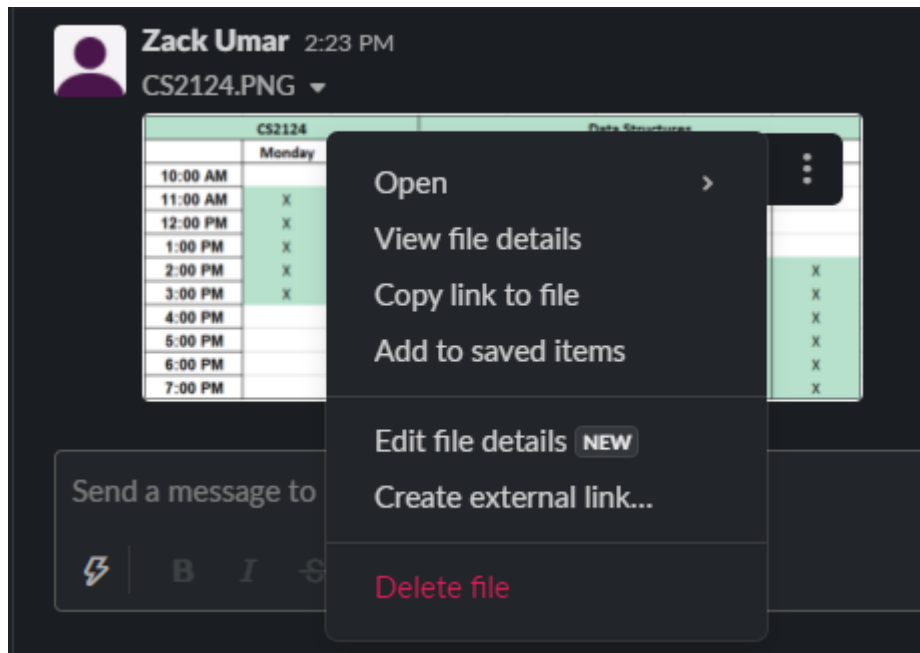 Zack Umar 2:23 PM
CS2124.PNG
CS2124 Data Structures
Monday
10:00 AM
11:00 AM X
12:00 PM X
1:00 PM X
2:00 PM X X
3:00 PM X X
4:00 PM X
5:00 PM X
6:00 PM X
7:00 PM X
Open
View file details
Copy link to file
Add to saved items
Edit file details NEW
Create external link...
Delete file
Send a message to
B I S